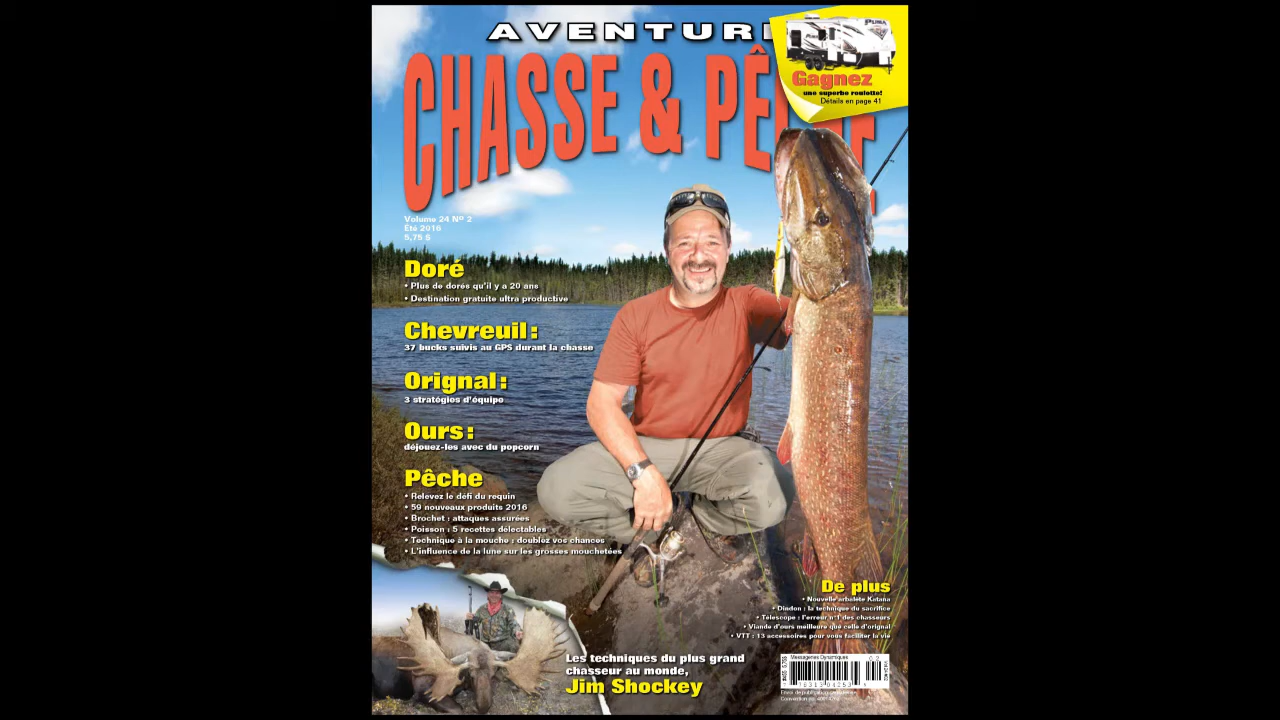 AVENTURE
CHASSE & PÊCHE
PUMA
Gagnez
une superbe roulotte!
Détails en page 41
Volume 24 Nº 2
Été 2016
5,75 $
Doré
• Plus de dorés qu'il y a 20 ans
• Destination gratuite ultra productive
Chevreuil :
37 bucks suivis au GPS durant la chasse
Orignal :
3 stratégies d'équipe
Ours :
déjouez-les avec du popcorn
Pêche
• Relevez le défi du requin
• 59 nouveaux produits 2016
• Brochet : attaques assurées
• Poisson : 5 recettes délectables
• Technique à la mouche : doublez vos chances
• L'influence de la lune sur les grosses mouchetées
De plus
• Nouvelle arbalète Katana
• Dindon : la technique du sacrifice
• Télescope : l'erreur nº1 des chasseurs
• Viande d'ours meilleure que celle d'orignal
• VTT : 13 accessoires pour vous faciliter la vie
Les techniques du plus grand
chasseur au monde,
Jim Shockey
Messageries Dynamiques